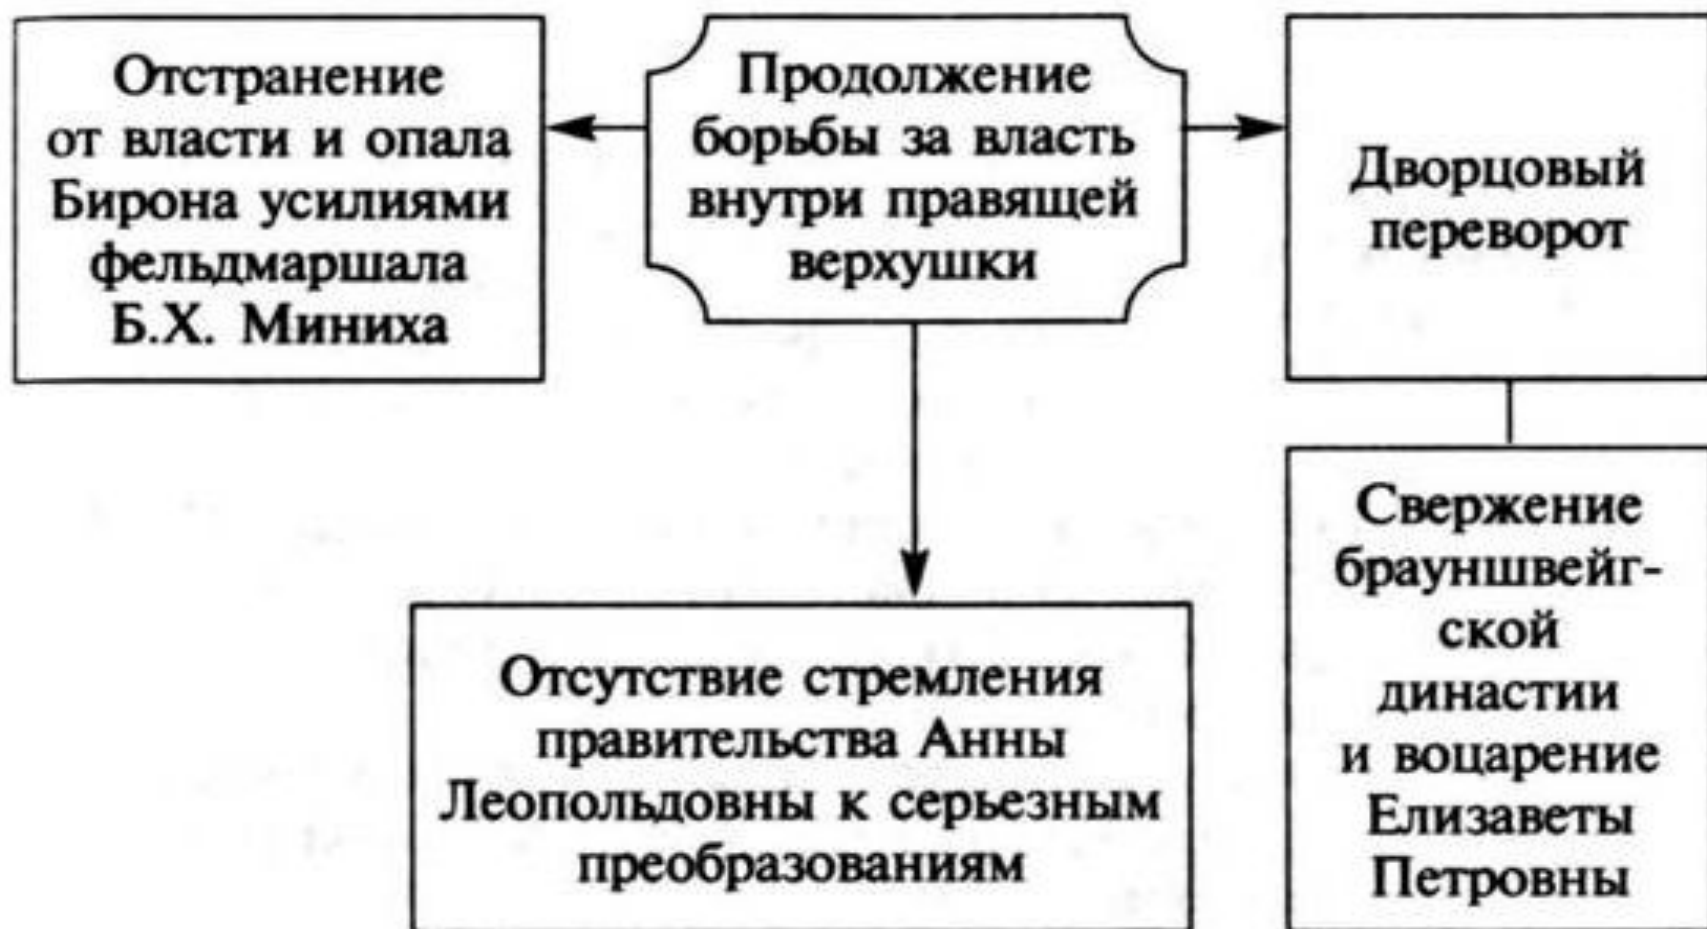 Отстранение
от власти и опала
Бирона усилиями
фельдмаршала
Б.Х. Миниха
Продолжение
борьбы за власть
внутри правящей
верхушки
Дворцовый
переворот
Отсутствие стремления
правительства Анны
Леопольдовны к серьезным
преобразованиям
Свержение
брауншвейг-
ской
династии
и воцарение
Елизаветы
Петровны